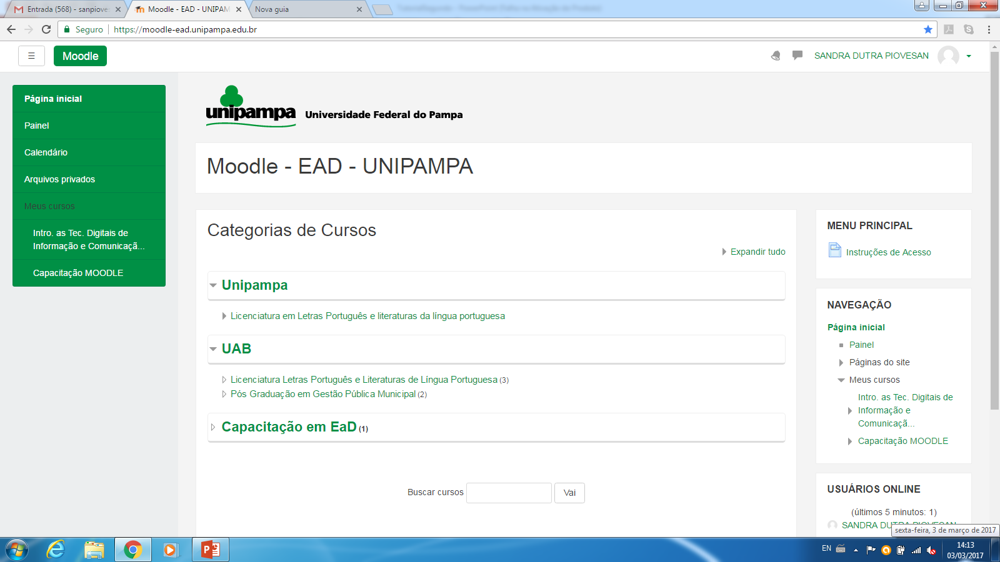 Entrada (568) - sanpiove
Moodle - EAD - UNIPAM
Nova guia
Seguro
https://moodle-ead.unipampa.edu.br
Moodle
SANDRA DUTRA PIOVESAN
Página inicial
Painel
Calendário
Arquivos privados
Meus cursos
Intro. as Tec. Digitais de
Informação e Comunicaçã...
Capacitação MOODLE
unipampa
Universidade Federal do Pampa
Moodle - EAD - UNIPAMPA
Categorias de Cursos
Expandir tudo
Unipampa
Licenciatura em Letras Português e literaturas da língua portuguesa
UAB
Licenciatura Letras Português e Literaturas de Língua Portuguesa (3)
Pós Graduação em Gestão Pública Municipal (2)
Capacitação em EaD (1)
Buscar cursos
Vai
MENU PRINCIPAL
Instruções de Acesso
NAVEGAÇÃO
Página inicial
Painel
Páginas do site
Meus cursos
Intro. as Tec. Digitais de
Informação e
Comunicaçã...
Capacitação MOODLE
USUÁRIOS ONLINE
(últimos 5 minutos: 1)
SANDRA DUTRA PIOVESAN
sexta-feira, 3 de março de 2017
EN
14:13
03/03/2017